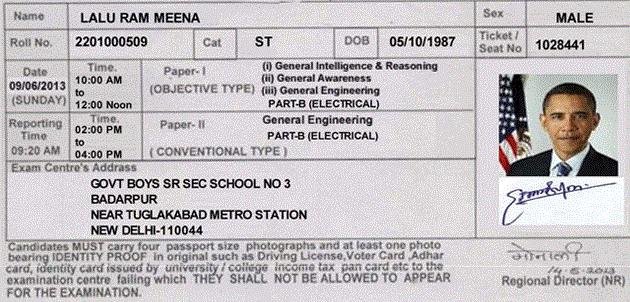 Name LALU RAM MEENA Sex MALE
Roll No. 2201000509 Cat ST DOB 05/10/1987 Ticket / Seat No 1028441
Date 09/06/2013 (SUNDAY)
Time. 10:00 AM to 12:00 Noon
Paper- I (OBJECTIVE TYPE)
(i) General Intelligence & Reasoning
(ii) General Awareness
(iii) General Engineering
PART-B (ELECTRICAL)
Reporting Time 09:20 AM
Time. 02:00 PM to 04:00 PM
Paper- II (CONVENTIONAL TYPE)
General Engineering
PART-B (ELECTRICAL)
Exam Centre's Address
GOVT BOYS SR SEC SCHOOL NO 3
BADARPUR
NEAR TUGLAKABAD METRO STATION
NEW DELHI-110044
Candidates MUST carry four passport size photographs and at least one photo
bearing IDENTITY PROOF in original such as Driving License,Voter Card ,Adhar
card, identity card issued by university / college income tax pan card etc to the
examination centre failing which THEY SHALL NOT BE ALLOWED TO APPEAR
FOR THE EXAMINATION.
14-5-2013
Regional Director (NR)